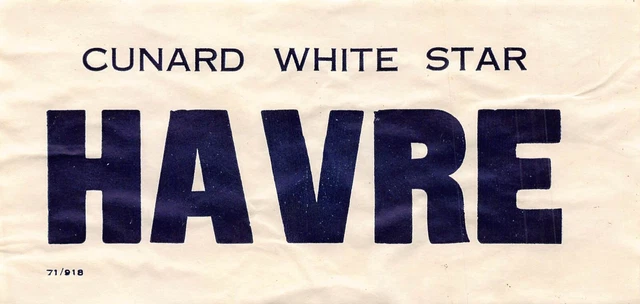 CUNARD WHITE STAR
HAVRE
71/918